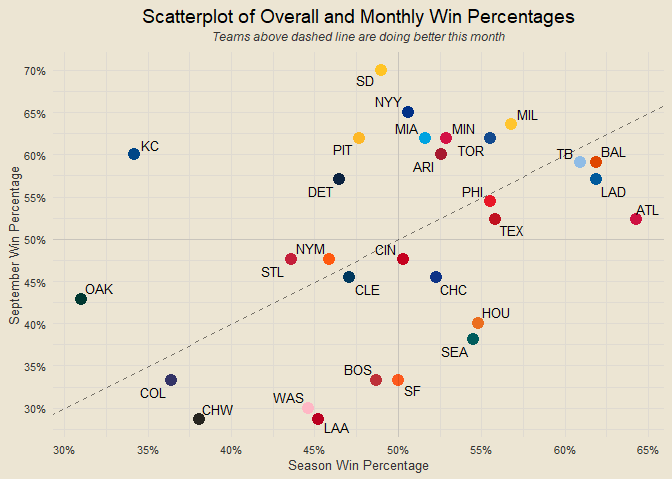 Scatterplot of Overall and Monthly Win Percentages
Teams above dashed line are doing better this month
70%
SD
NYY
65%
MIL
MIA
MIN
PIT
TOR
KC
60%
ARI
TB
BAL
DET
PHI
LAD
55%
ATL
TEX
50%
NYM
CIN
STL
45%
CLE
CHC
OAK
40%
HOU
SEA
35%
BOS
COL
SF
30%
CHW
WAS
LAA
September Win Percentage
30%
35%
40%
45%
50%
55%
60%
65%
Season Win Percentage